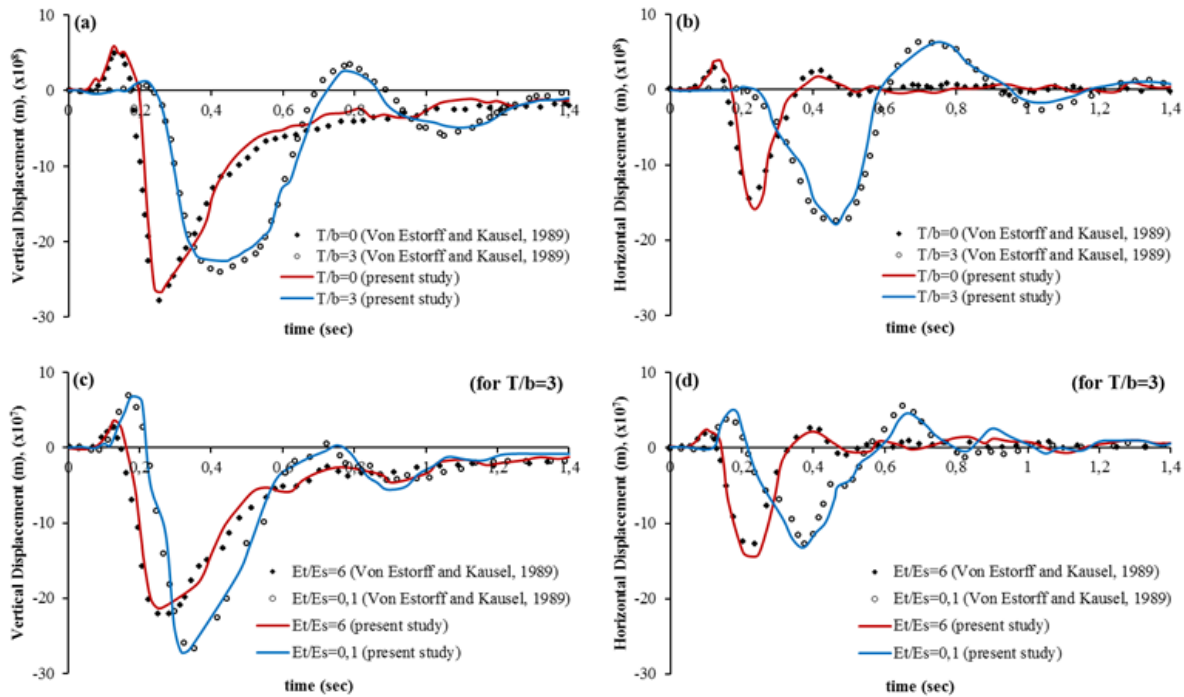 (a)
Vertical Displacement (m), (x10⁸)
10
0
-10
-20
-30
0 0,2 0,4 0,6 0,8 1 1,2 1,4
T/b=0 (Von Estorff and Kausel, 1989)
T/b=3 (Von Estorff and Kausel, 1989)
T/b=0 (present study)
T/b=3 (present study)
time (sec)
(b)
Horizontal Displacement (m), (x10⁸)
10
0
-10
-20
-30
0 0,2 0,4 0,6 0,8 1 1,2 1,4
T/b=0 (Von Estorff and Kausel, 1989)
T/b=3 (Von Estorff and Kausel, 1989)
T/b=0 (present study)
T/b=3 (present study)
time (sec)
(c)
(for T/b=3)
Vertical Displacement (m), (x10⁷)
10
0
-10
-20
-30
0 0,2 0,4 0,6 0,8 1 1,2 1,4
Et/Es=6 (Von Estorff and Kausel, 1989)
Et/Es=0,1 (Von Estorff and Kausel, 1989)
Et/Es=6 (present study)
Et/Es=0,1 (present study)
time (sec)
(d)
(for T/b=3)
Horizontal Displacement (m), (x10⁷)
10
0
-10
-20
-30
0 0,2 0,4 0,6 0,8 1 1,2 1,4
Et/Es=6 (Von Estorff and Kausel, 1989)
Et/Es=0,1 (Von Estorff and Kausel, 1989)
Et/Es=6 (present study)
Et/Es=0,1 (present study)
time (sec)